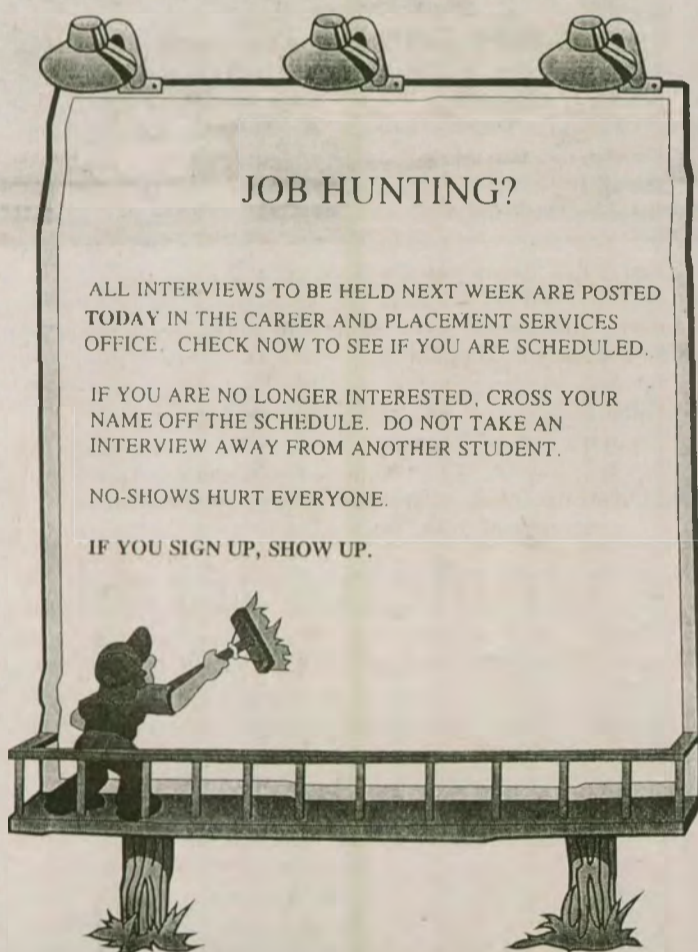 JOB HUNTING?
ALL INTERVIEWS TO BE HELD NEXT WEEK ARE POSTED
TODAY IN THE CAREER AND PLACEMENT SERVICES
OFFICE. CHECK NOW TO SEE IF YOU ARE SCHEDULED.
IF YOU ARE NO LONGER INTERESTED, CROSS YOUR
NAME OFF THE SCHEDULE. DO NOT TAKE AN
INTERVIEW AWAY FROM ANOTHER STUDENT.
NO-SHOWS HURT EVERYONE.
IF YOU SIGN UP, SHOW UP.